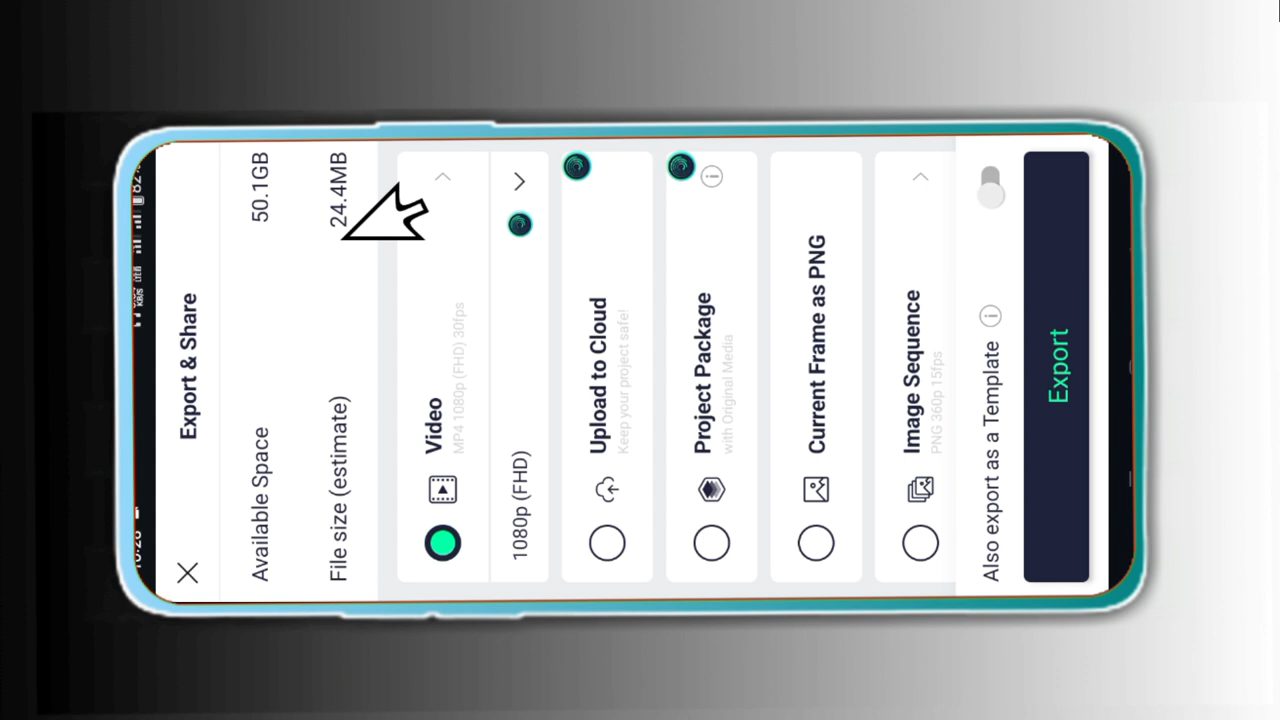 Export & Share
Available Space 50.1GB
File size (estimate) 24.4MB
Video
MP4 1080p (FHD) 30fps
1080p (FHD)
Upload to Cloud
Keep your project safe!
Project Package
with Original Media
Current Frame as PNG
Image Sequence
PNG 360p 15fps
Also export as a Template
Export